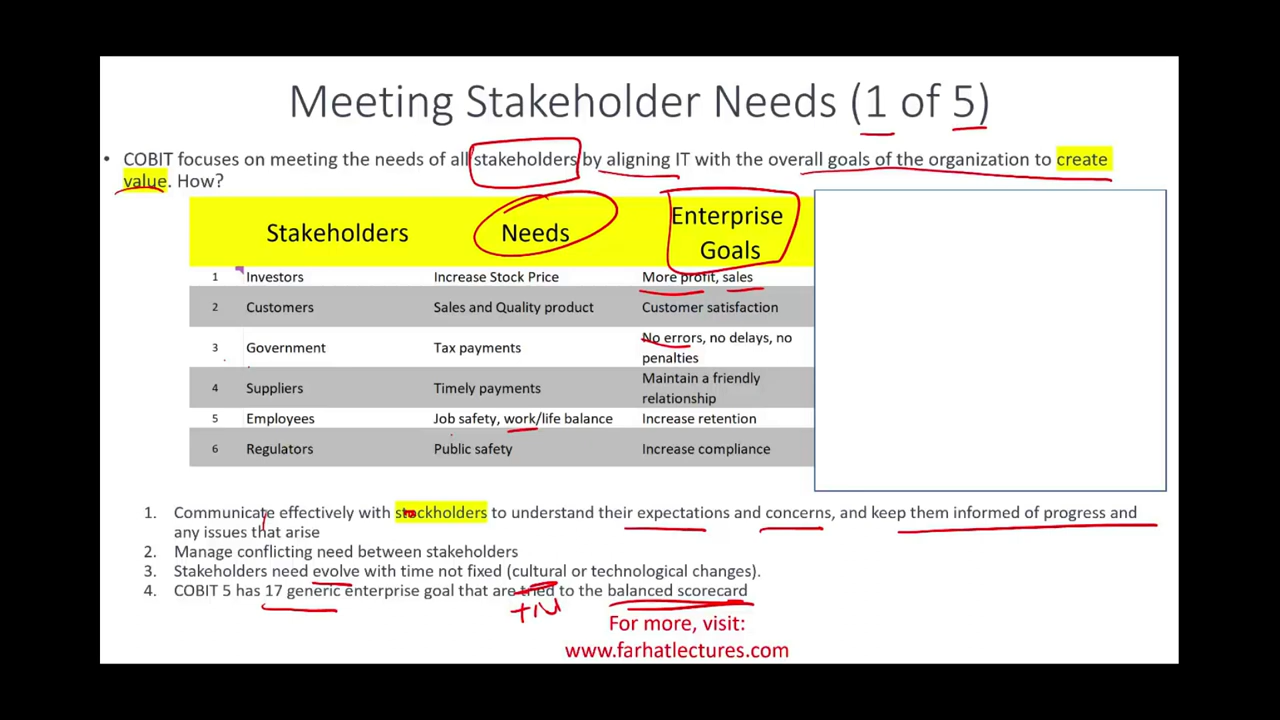 Meeting Stakeholder Needs (1 of 5)
• COBIT focuses on meeting the needs of all stakeholders by aligning IT with the overall goals of the organization to create
value. How?
Stakeholders Needs Enterprise Goals
1 Investors Increase Stock Price More profit, sales
2 Customers Sales and Quality product Customer satisfaction
3 Government Tax payments No errors, no delays, no penalties
4 Suppliers Timely payments Maintain a friendly relationship
5 Employees Job safety, work/life balance Increase retention
6 Regulators Public safety Increase compliance
1. Communicate effectively with stockholders to understand their expectations and concerns, and keep them informed of progress and
any issues that arise
2. Manage conflicting need between stakeholders
3. Stakeholders need evolve with time not fixed (cultural or technological changes).
4. COBIT 5 has 17 generic enterprise goal that are tried to the balanced scorecard
For more, visit:
www.farhatlectures.com